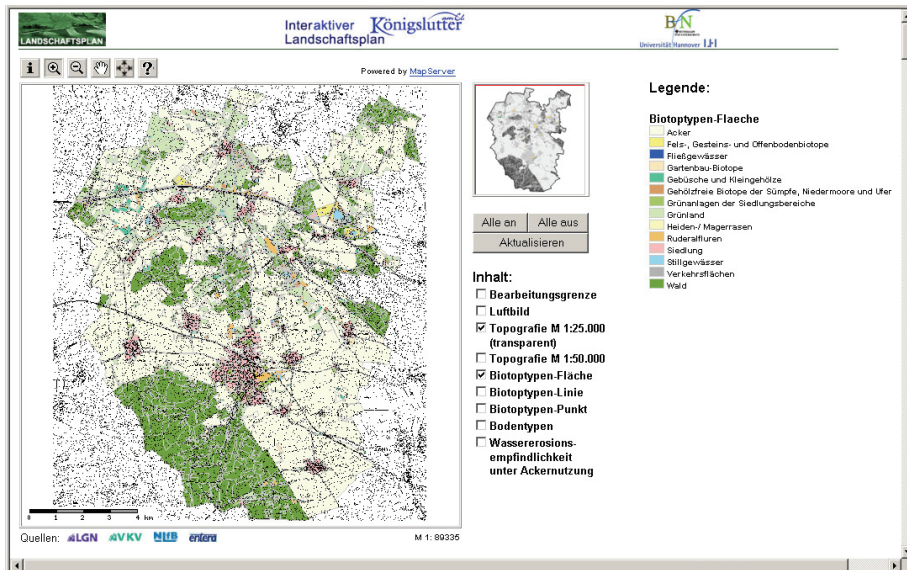 LANDSCHAFTSPLAN
Interaktiver Königslutter am Elm
Landschaftsplan
BfN
Universität Hannover
i ?
Powered by MapServer
0 1 2 3 4 km
Quellen: LGN AVKV NLfB entera
M 1: 89335
Alle an Alle aus
Aktualisieren
Inhalt:
Bearbeitungsgrenze
Luftbild
Topografie M 1:25.000
(transparent)
Topografie M 1:50.000
Biotoptypen-Fläche
Biotoptypen-Linie
Biotoptypen-Punkt
Bodentypen
Wassererosions-
empfindlichkeit
unter Ackernutzung
Legende:
Biotoptypen-Flaeche
Acker
Fels-, Gesteins- und Offenbodenbiotope
Fließgewässer
Gartenbau-Biotope
Gebüsche und Kleingehölze
Gehölzfreie Biotope der Sümpfe, Niedermoore und Ufer
Grünanlagen der Siedlungsbereiche
Grünland
Heiden-/ Magerrasen
Ruderalfluren
Siedlung
Stillgewässer
Verkehrsflächen
Wald